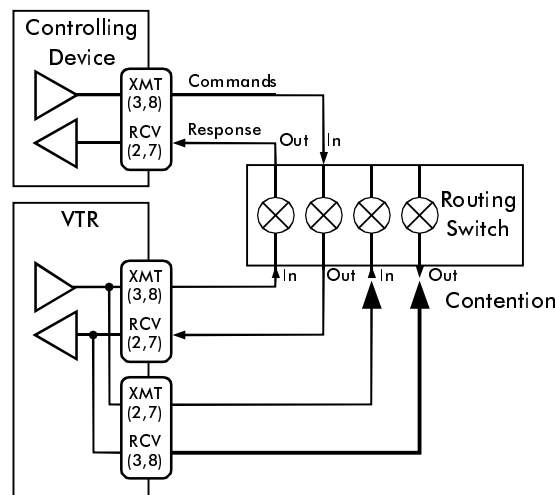 Controlling
Device
XMT
(3,8)
Commands
RCV
(2,7)
Response
Out
In
Routing
Switch
VTR
XMT
(3,8)
In
Out
In
Out
Contention
RCV
(2,7)
XMT
(2,7)
RCV
(3,8)